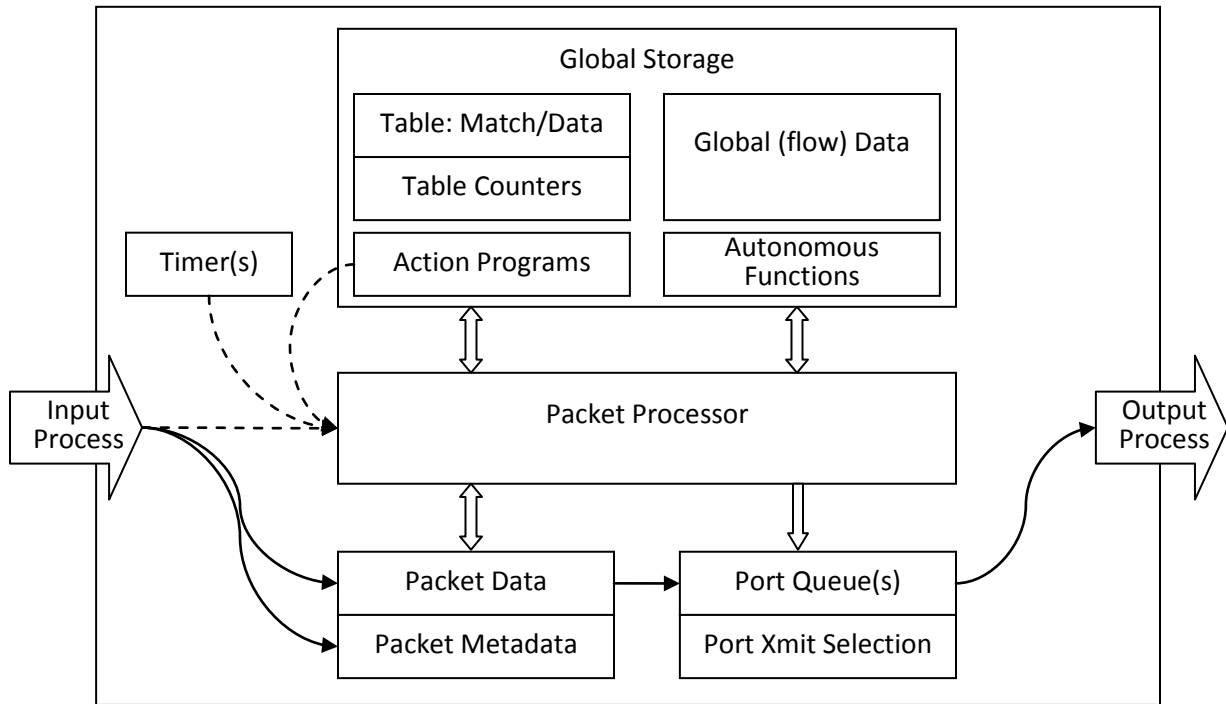 Global Storage
Table: Match/Data
Table Counters
Global (flow) Data
Timer(s)
Action Programs
Autonomous
Functions
Input
Process
Packet Processor
Output
Process
Packet Data
Port Queue(s)
Packet Metadata
Port Xmit Selection